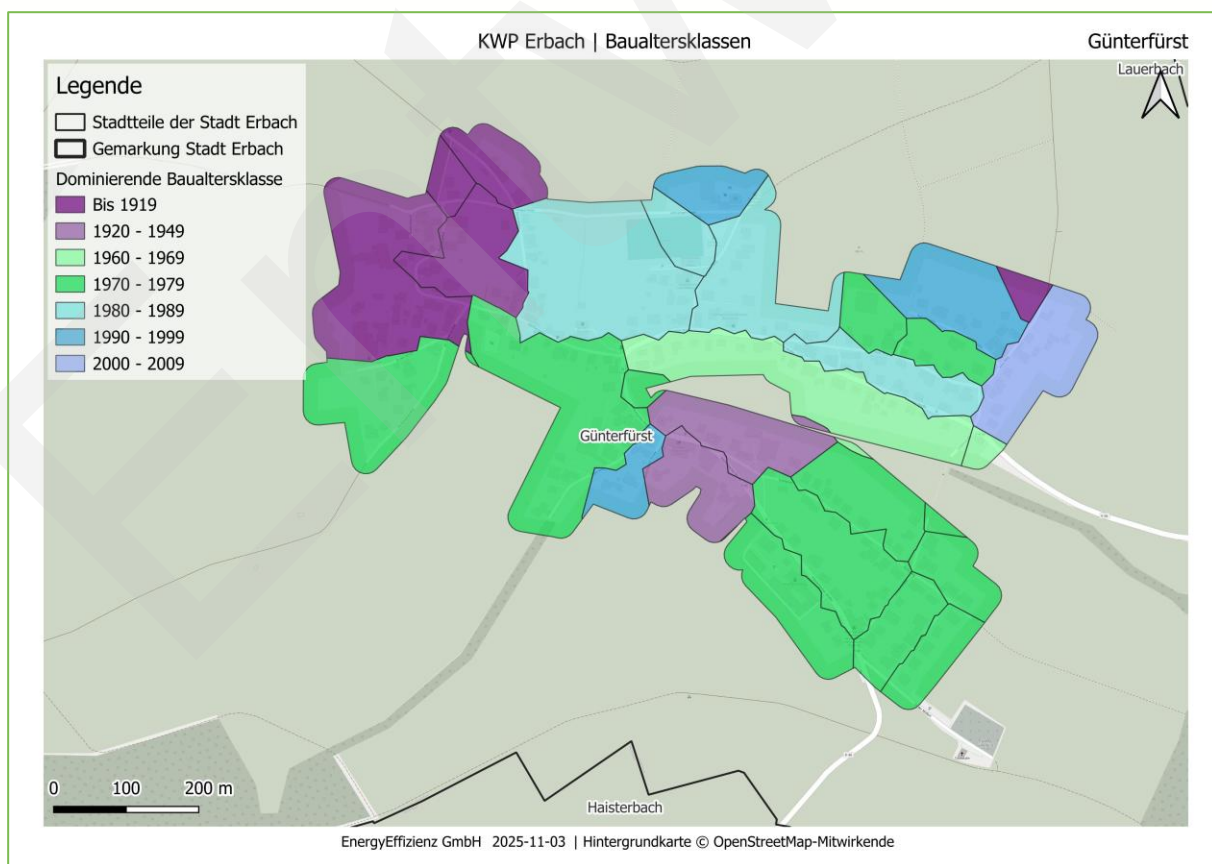 KWP Erbach | Baualtersklassen
Günterfürst
Lauerbach
Legende
Stadtteile der Stadt Erbach
Gemarkung Stadt Erbach
Dominierende Baualtersklasse
Bis 1919
1920 - 1949
1960 - 1969
1970 - 1979
1980 - 1989
1990 - 1999
2000 - 2009
Günterfürst
0 100 200 m
Haisterbach
EnergyEffizienz GmbH 2025-11-03 | Hintergrundkarte © OpenStreetMap-Mitwirkende